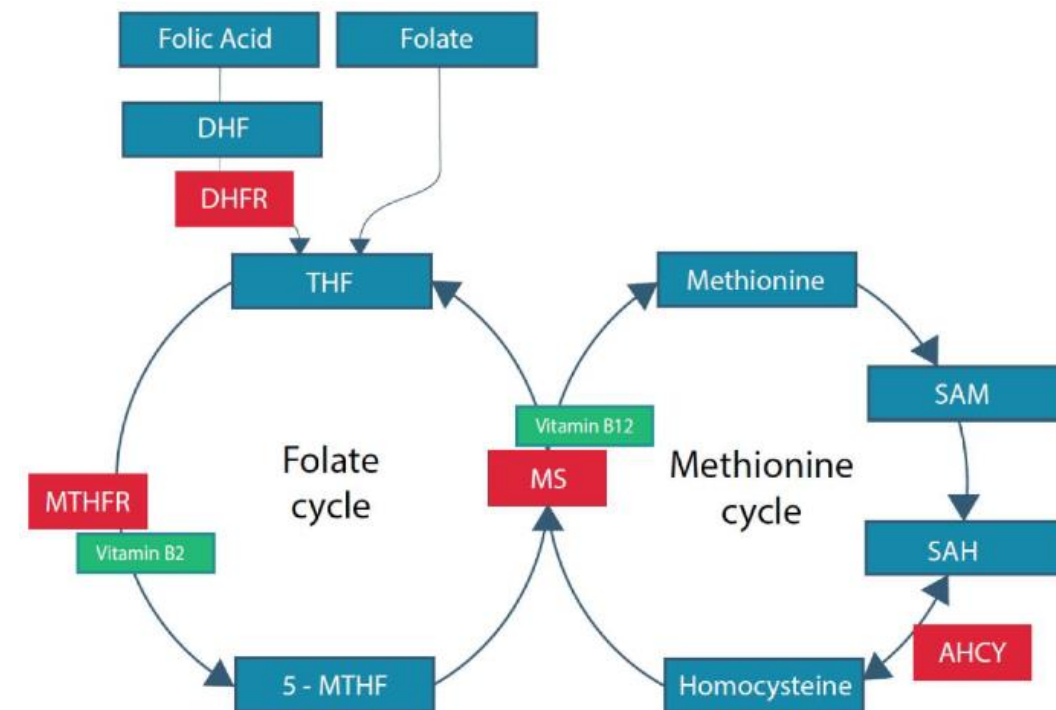 Folic Acid
Folate
DHF
DHFR
THF
Methionine
SAM
Vitamin B12
Folate
cycle
MS
Methionine
cycle
MTHFR
Vitamin B2
SAH
AHCY
5 - MTHF
Homocysteine